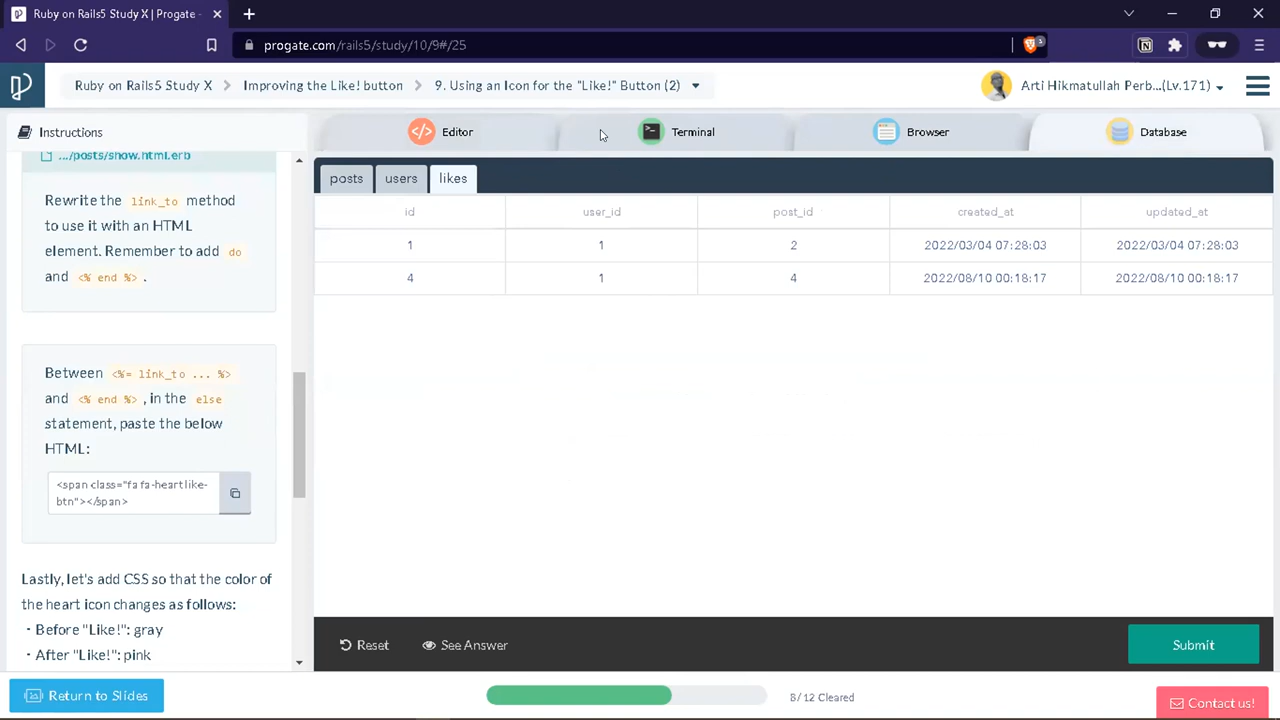 Ruby on Rails5 Study X | Progate -
progate.com/rails5/study/10/9#/25
Ruby on Rails5 Study X
Improving the Like! button
9. Using an Icon for the "Like!" Button (2)
Arti Hikmatullah Perb...(Lv.171)
Instructions
Editor
Terminal
Browser
Database
.../posts/show.html.erb
Rewrite the link_to method
to use it with an HTML
element. Remember to add do
and <% end %> .
Between <%= link_to ... %>
and <% end %> , in the else
statement, paste the below
HTML:
<span class="fa fa-heart like-
btn"></span>
Lastly, let's add CSS so that the color of
the heart icon changes as follows:
・Before "Like!": gray
・After "Like!": pink
posts users likes
id user_id post_id created_at updated_at
1 1 2 2022/03/04 07:28:03 2022/03/04 07:28:03
4 1 4 2022/08/10 00:18:17 2022/08/10 00:18:17
Reset
See Answer
Submit
Return to Slides
8/12 Cleared
Contact us!